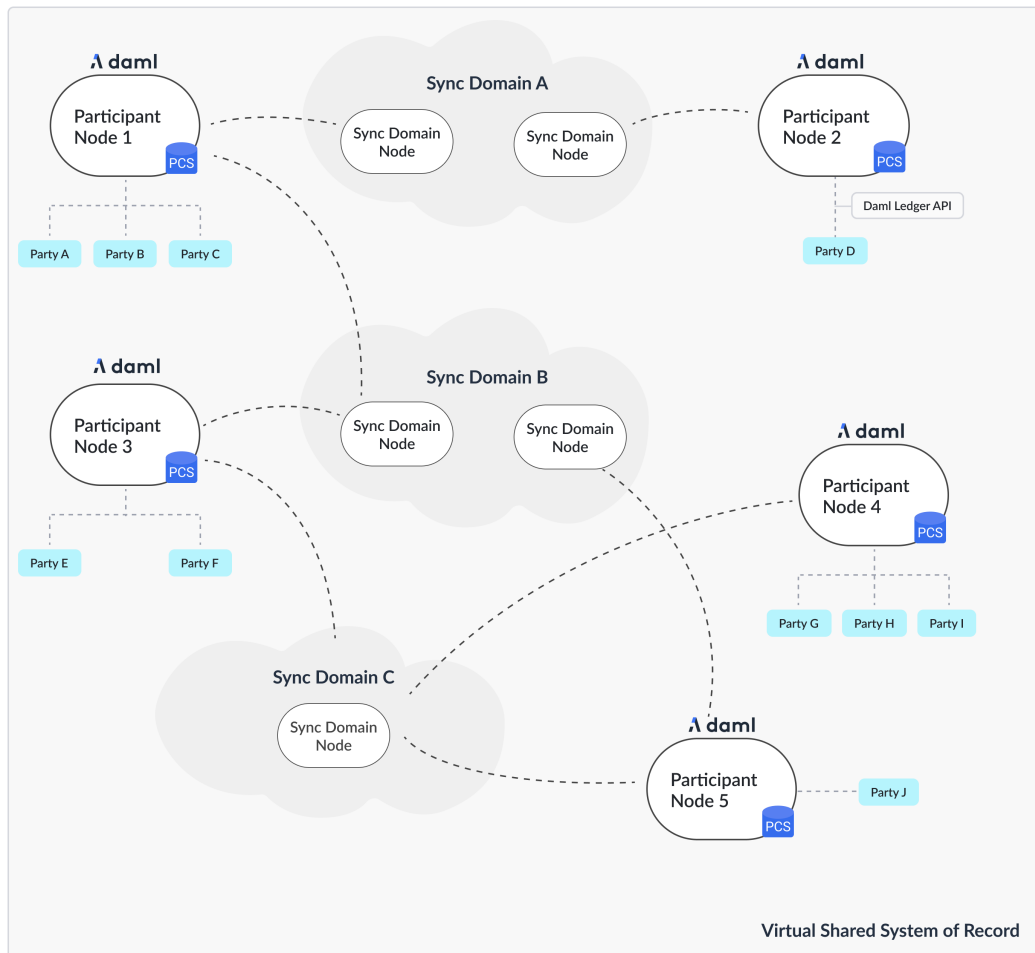 daml
Participant
Node 1
PCS
Party A
Party B
Party C
Sync Domain A
Sync Domain
Node
Sync Domain
Node
daml
Participant
Node 2
PCS
Daml Ledger API
Party D
daml
Participant
Node 3
PCS
Party E
Party F
Sync Domain B
Sync Domain
Node
Sync Domain
Node
daml
Participant
Node 4
PCS
Party G
Party H
Party I
Sync Domain C
Sync Domain
Node
daml
Participant
Node 5
PCS
Party J
Virtual Shared System of Record